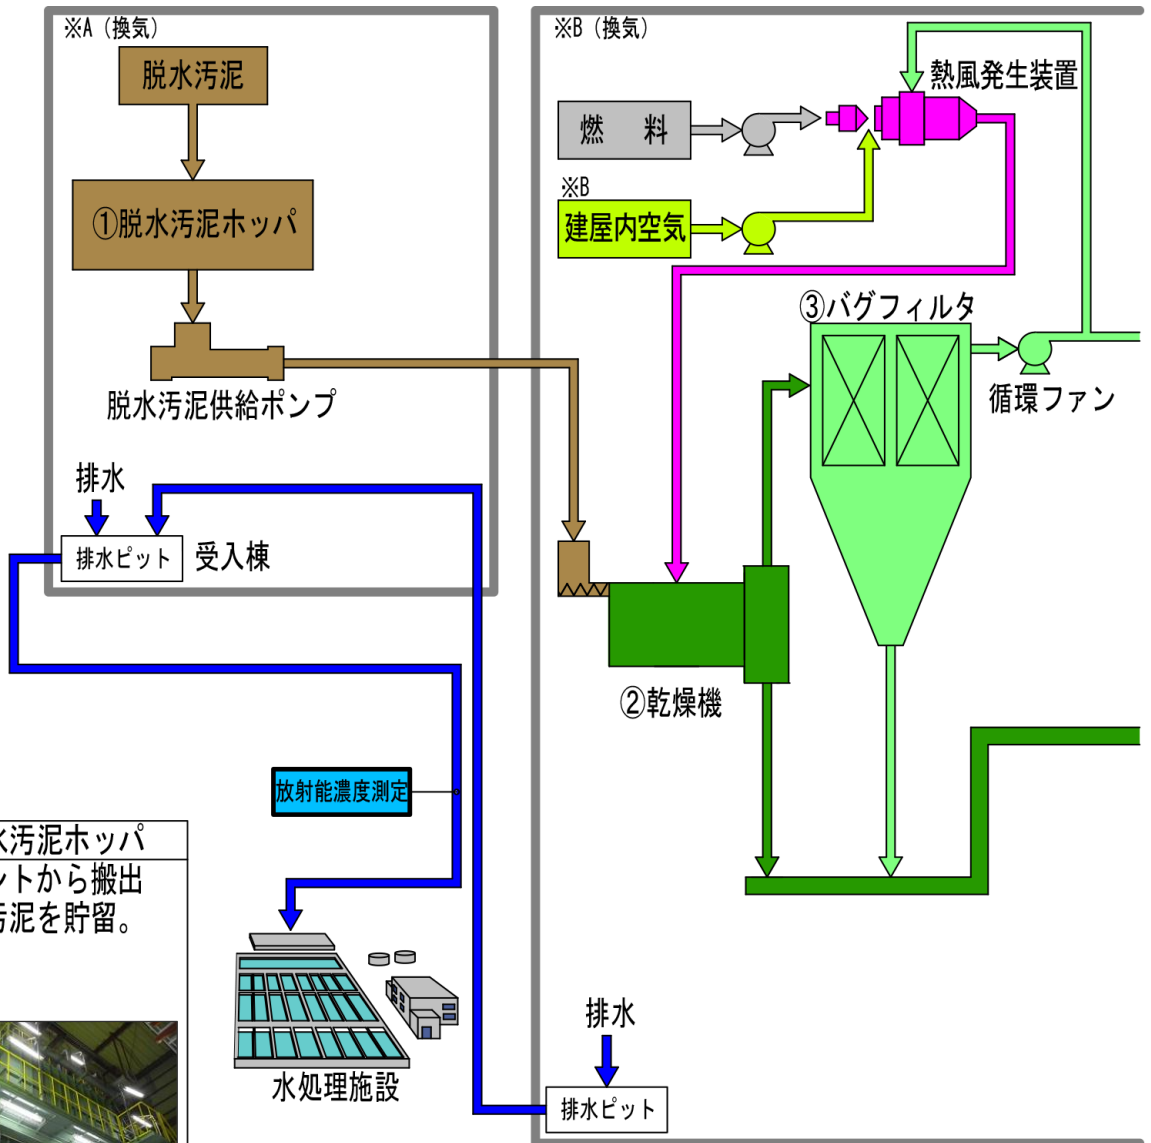 ※A（換気）
脱水汚泥
①脱水汚泥ホッパ
脱水汚泥供給ポンプ
排水
排水ピット
受入棟
※B（換気）
燃　料
熱風発生装置
※B
建屋内空気
③バグフィルタ
循環ファン
②乾燥機
放射能濃度測定
水処理施設
排水
排水ピット
汚泥ホッパ
ントから搬出
汚泥を貯留。